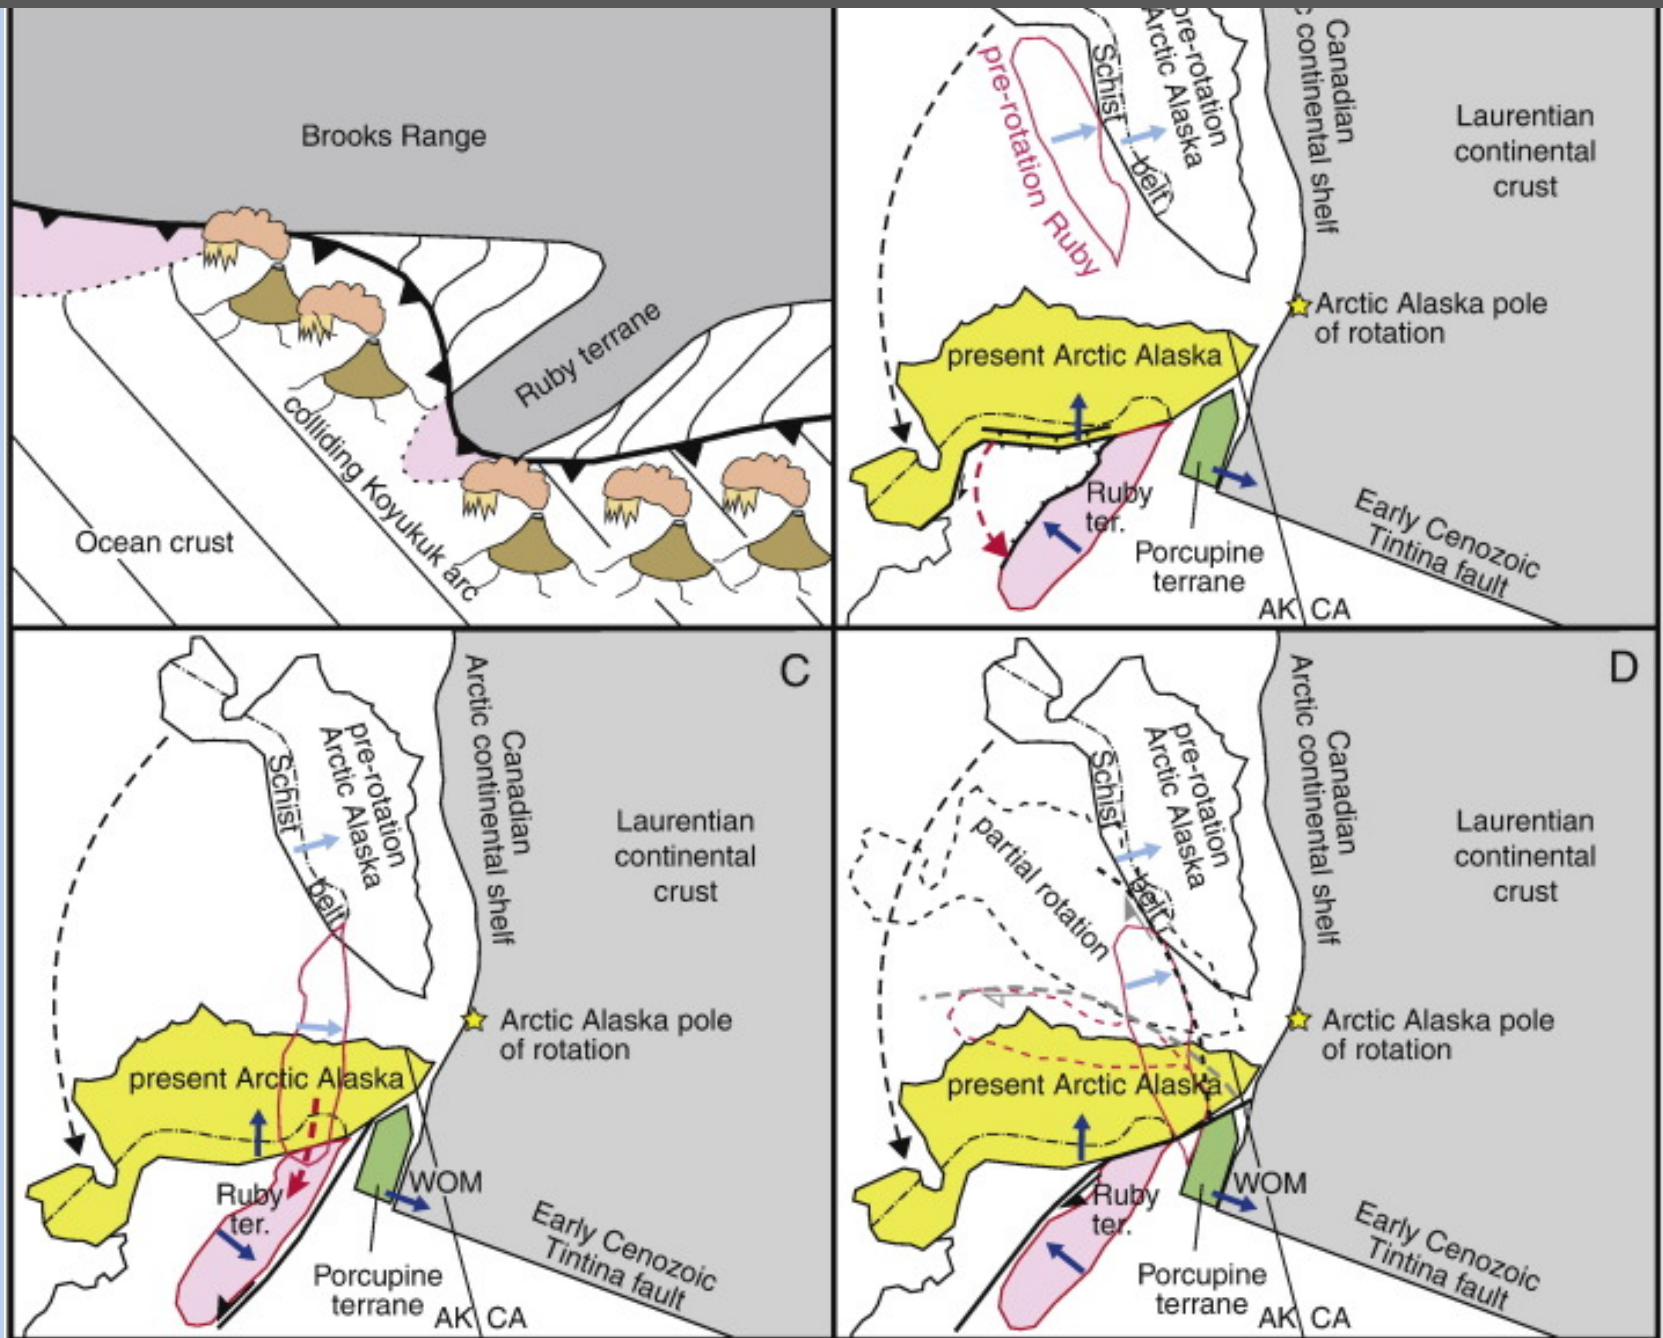 Brooks Range
Ruby terrane
colliding Koyukuk arc
Ocean crust
pre-rotation Ruby
Schist
belt
pre-rotation
Arctic Alaska
Canadian
c continental shelf
Laurentian
continental
crust
Arctic Alaska pole
of rotation
present Arctic Alaska
Ruby
ter.
Porcupine
terrane
Early Cenozoic
Tintina fault
AK CA
C
Schist
belt
pre-rotation
Arctic Alaska
Canadian
Arctic continental shelf
Laurentian
continental
crust
Arctic Alaska pole
of rotation
present Arctic Alaska
Ruby
ter.
WOM
Porcupine
terrane
Early Cenozoic
Tintina fault
AK CA
D
Schist
belt
pre-rotation
Arctic Alaska
partial rotation
Canadian
Arctic continental shelf
Laurentian
continental
crust
Arctic Alaska pole
of rotation
present Arctic Alaska
Ruby
ter.
WOM
Porcupine
terrane
Early Cenozoic
Tintina fault
AK CA